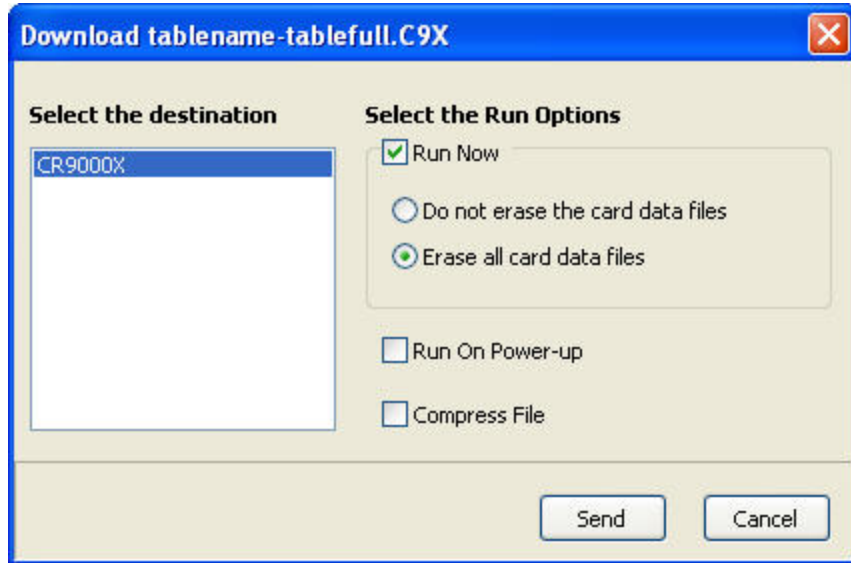 Download tablename-tablefull.C9X
Select the destination
CR9000X
Select the Run Options
Run Now
Do not erase the card data files
Erase all card data files
Run On Power-up
Compress File
Send
Cancel